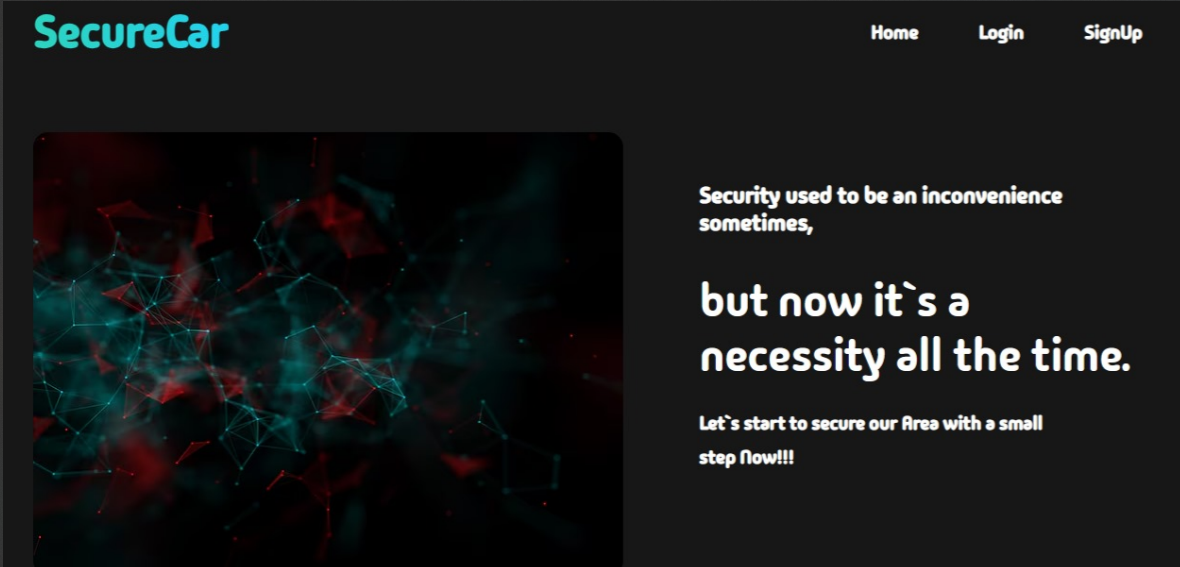 SecureCar
Home Login SignUp
Security used to be an inconvenience
sometimes,
but now it`s a
necessity all the time.
Let`s start to secure our Area with a small
step Now!!!